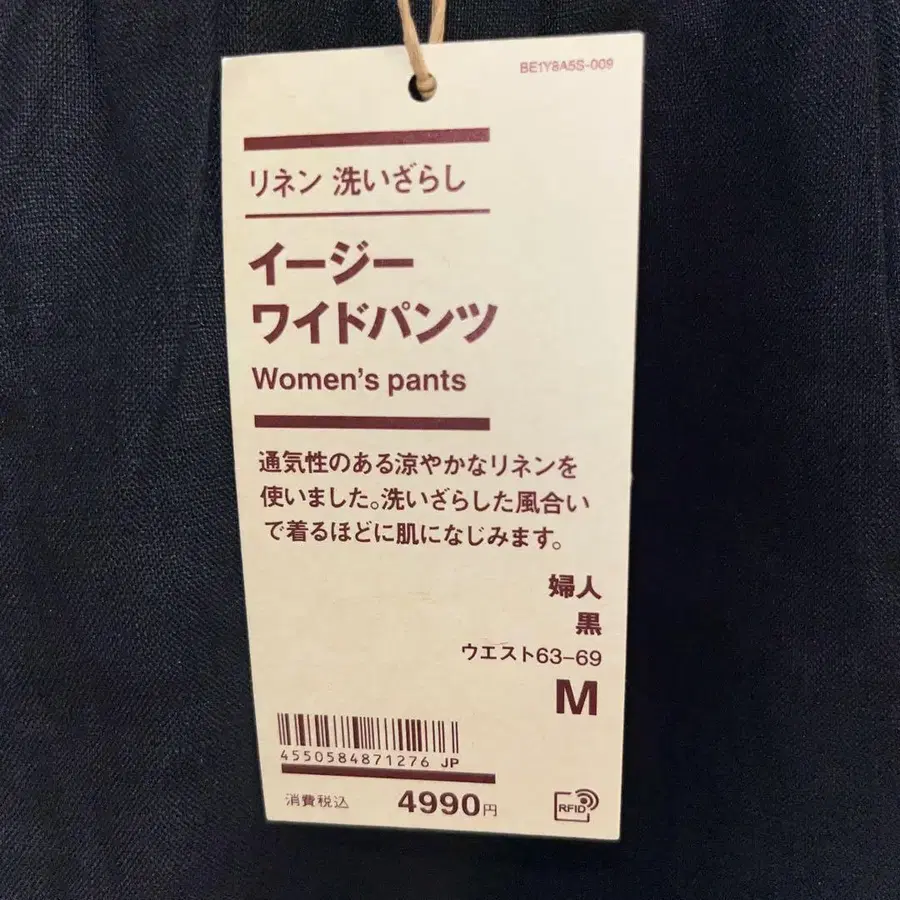 BE1Y8A5S-009
リネン 洗いざらし
イージー
ワイドパンツ
Women's pants
通気性のある涼やかなリネンを
使いました。洗いざらした風合い
で着るほどに肌になじみます。
婦人
黒
ウエスト63-69
M
4550584871276 JP
消費税込 4990円
RFID